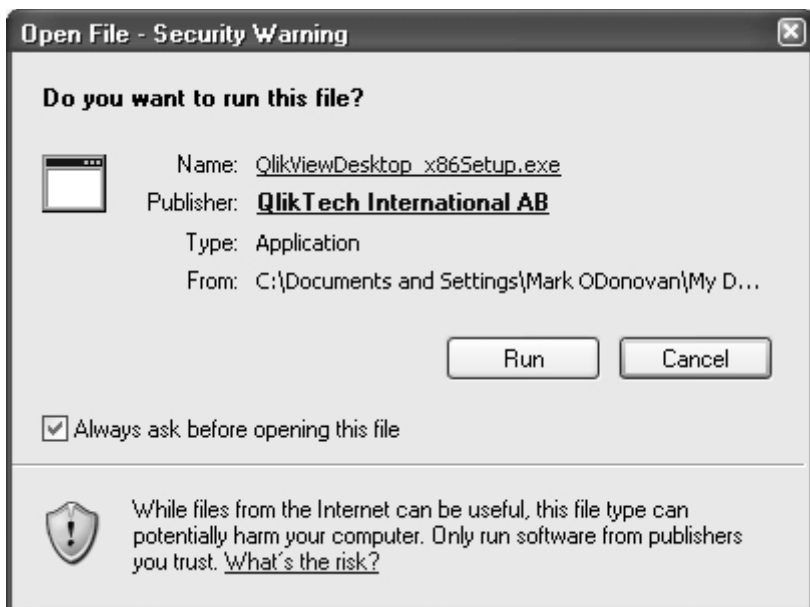 Open File - Security Warning
Do you want to run this file?
Name: QlikViewDesktop_x86Setup.exe
Publisher: QlikTech International AB
Type: Application
From: C:\Documents and Settings\Mark ODonovan\My D...
Run Cancel
Always ask before opening this file
While files from the Internet can be useful, this file type can
potentially harm your computer. Only run software from publishers
you trust. What's the risk?